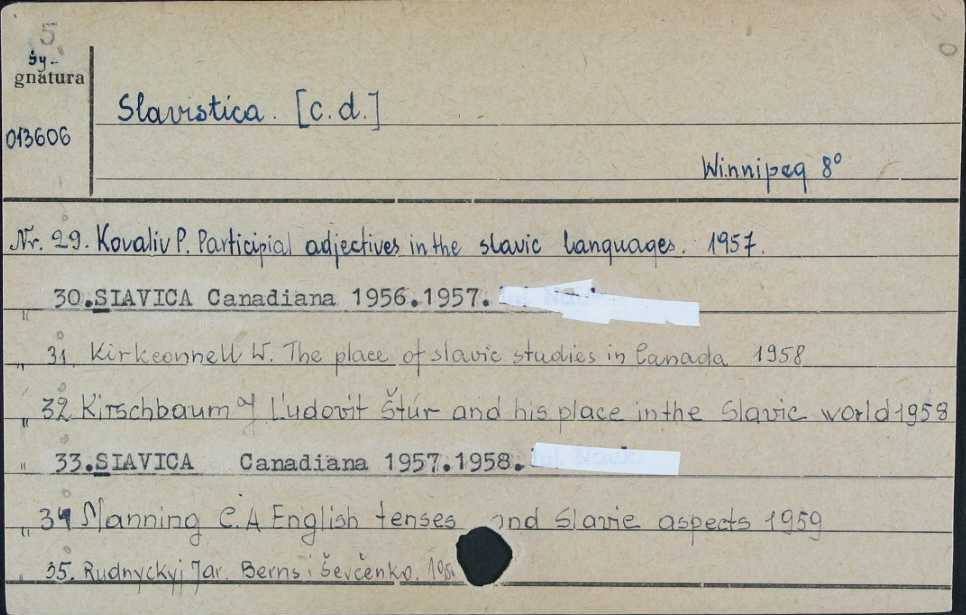 5
Sy-
gnatura
013606
Slavistica. [c.d.]
Winnipeg 8°
Nr. 29. Kovaliv P. Participial adjectives in the slavic languages. 1957.
" 30. SIAVICA Canadiana 1956.1957.
" 31. Kirkconnell W. The place of slavic studies in Canada 1958
" 32. Kirschbaum J. L'udovit Štúr and his place in the Slavic world 1958
" 33. SIAVICA Canadiana 1957.1958.
" 34 Manning C.A English tenses and Slavic aspects 1959
35. Rudnyckyj Jar. Berns i Ševčenko.